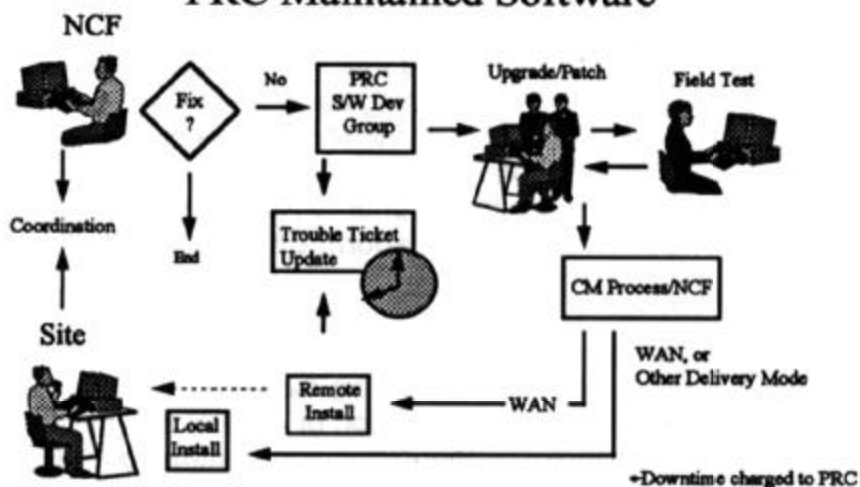 PRC Maintained Software
NCF
Fix
?
No
PRC
S/W Dev
Group
Upgrade/Patch
Field Test
Coordination
End
Trouble Ticket
Update
CM Process/NCF
Site
WAN, or
Other Delivery Mode
Remote
Install
WAN
Local
Install
+Downtime charged to PRC